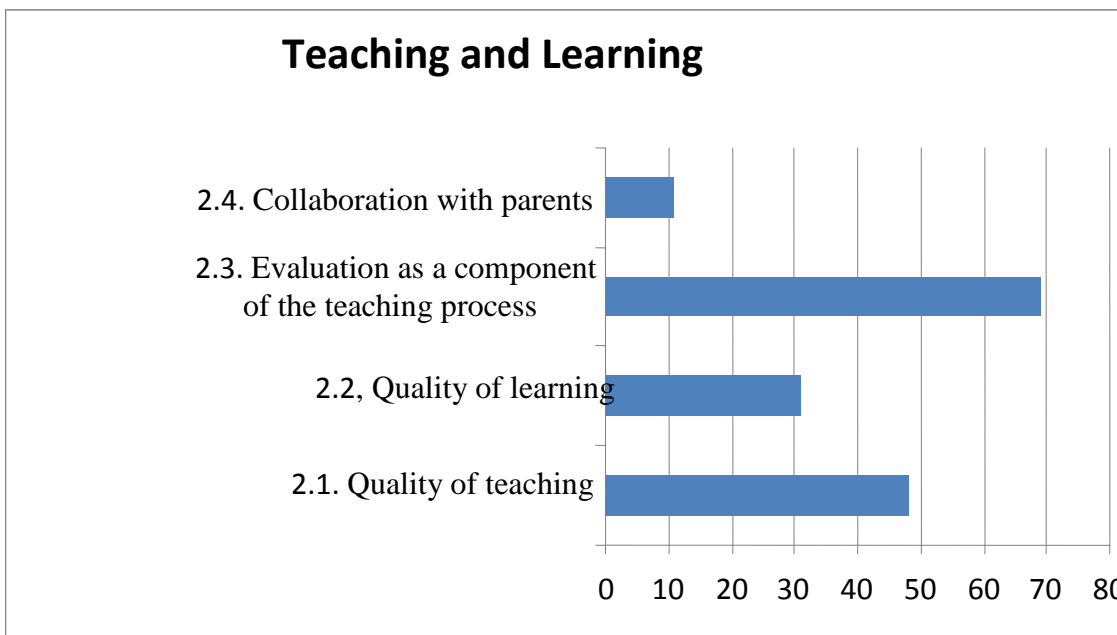 Teaching and Learning
2.4. Collaboration with parents
2.3. Evaluation as a component
of the teaching process
2.2, Quality of learning
2.1. Quality of teaching
0 10 20 30 40 50 60 70 80